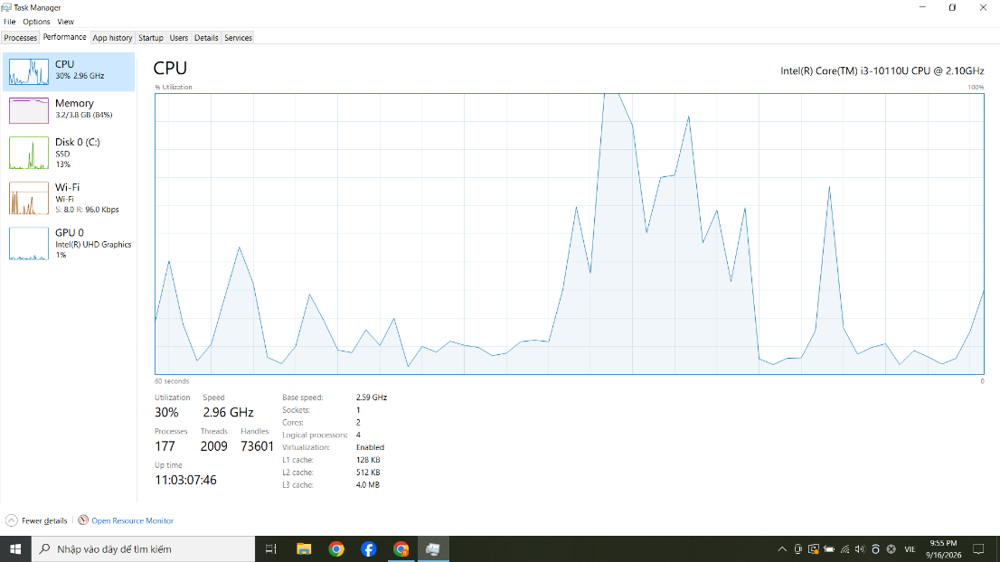 Task Manager
File Options View
Processes Performance App history Startup Users Details Services
CPU
30% 2.96 GHz
Memory
3.2/3.8 GB (84%)
Disk 0 (C:)
SSD
13%
Wi-Fi
Wi-Fi
S: 8.0 R: 96.0 Kbps
GPU 0
Intel(R) UHD Graphics
1%
CPU Intel(R) Core(TM) i3-10110U CPU @ 2.10GHz
% Utilization 100%
60 seconds 0
Utilization Speed
30% 2.96 GHz
Processes Threads Handles
177 2009 73601
Up time
11:03:07:46
Base speed: 2.59 GHz
Sockets: 1
Cores: 2
Logical processors: 4
Virtualization: Enabled
L1 cache: 128 KB
L2 cache: 512 KB
L3 cache: 4.0 MB
Fewer details Open Resource Monitor
Nhập vào đây để tìm kiếm
VIE
9:55 PM
9/16/2026